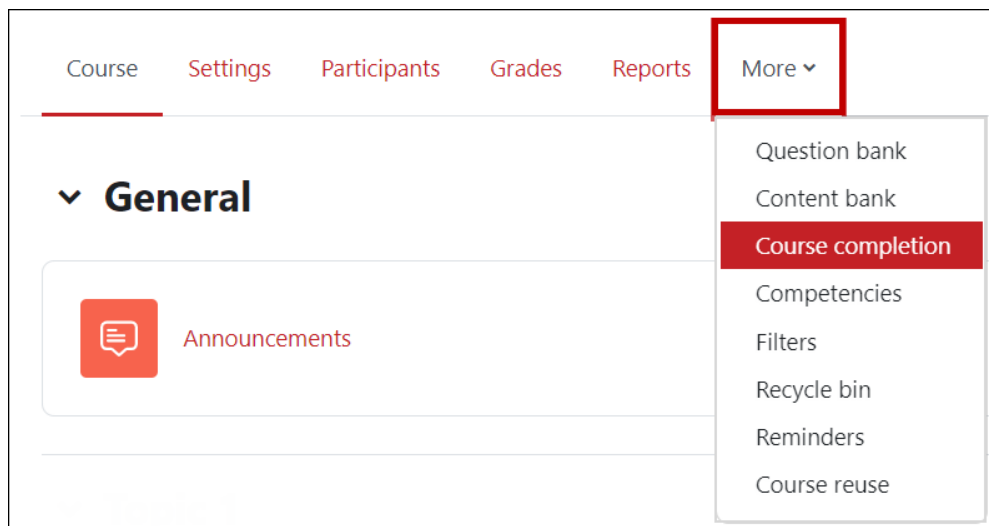 Course Settings Participants Grades Reports More
Question bank
Content bank
Course completion
Competencies
Filters
Recycle bin
Reminders
Course reuse
General
Announcements